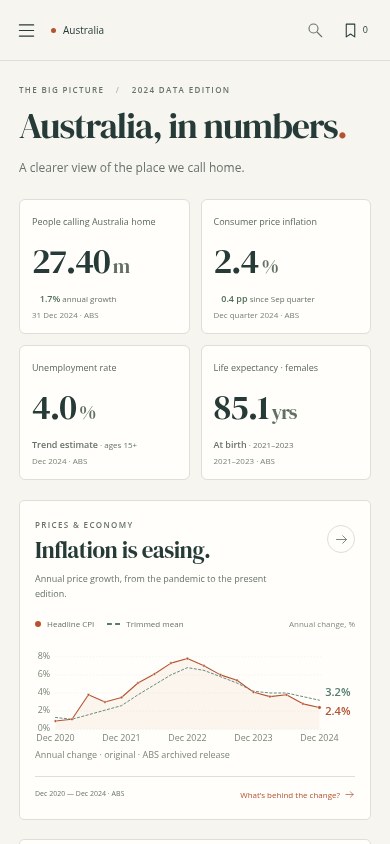 Australia
0
THE BIG PICTURE / 2024 DATA EDITION
Australia, in numbers.
A clearer view of the place we call home.
People calling Australia home
27.40 m
1.7% annual growth
31 Dec 2024 · ABS
Consumer price inflation
2.4 %
0.4 pp since Sep quarter
Dec quarter 2024 · ABS
Unemployment rate
4.0 %
Trend estimate · ages 15+
Dec 2024 · ABS
Life expectancy · females
85.1 yrs
At birth · 2021–2023
2021–2023 · ABS
PRICES & ECONOMY
Inflation is easing.
Annual price growth, from the pandemic to the present
edition.
Headline CPI Trimmed mean Annual change, %
8%
6%
4%
2%
0%
3.2%
2.4%
Dec 2020 Dec 2021 Dec 2022 Dec 2023 Dec 2024
Annual change · original · ABS archived release
Dec 2020 — Dec 2024 · ABS
What's behind the change? →